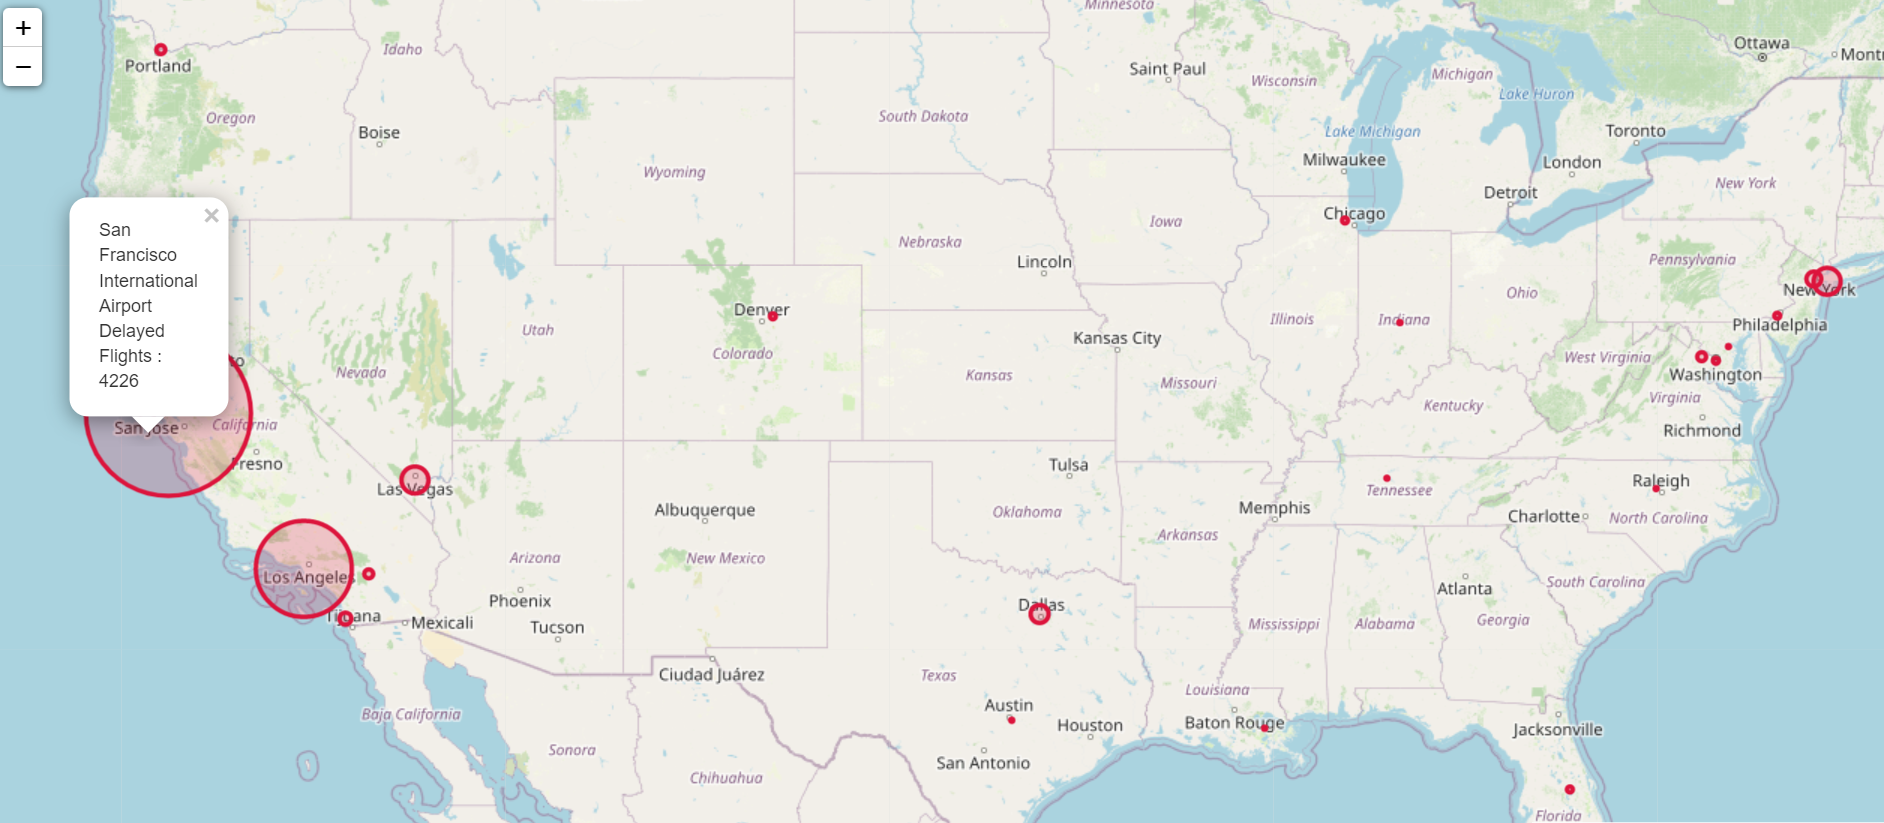 +
−
Portland
Idaho
Oregon
Boise
Wyoming
South Dakota
Minnesota
Saint Paul
Wisconsin
Michigan
Lake Huron
Ottawa
Lake Michigan
Milwaukee
London
Toronto
Detroit
New York
Chicago
Iowa
Nebraska
Lincoln
San
Francisco
International
Airport
Delayed
Flights :
4226
×
Pennsylvania
New York
Philadelphia
Ohio
Indiana
Illinois
Kansas City
Denver
Colorado
Utah
Nevada
California
San Jose
Fresno
Kansas
Missouri
West Virginia
Washington
Virginia
Kentucky
Richmond
Las Vegas
Tulsa
Albuquerque
Oklahoma
Memphis
Tennessee
Raleigh
Charlotte
North Carolina
Arizona
New Mexico
Arkansas
Los Angeles
Phoenix
Dallas
Atlanta
South Carolina
Tijuana
Mexicali
Tucson
Mississippi
Alabama
Georgia
Ciudad Juárez
Texas
Louisiana
Baja California
Austin
Houston
Baton Rouge
Jacksonville
Sonora
San Antonio
Chihuahua
Florida